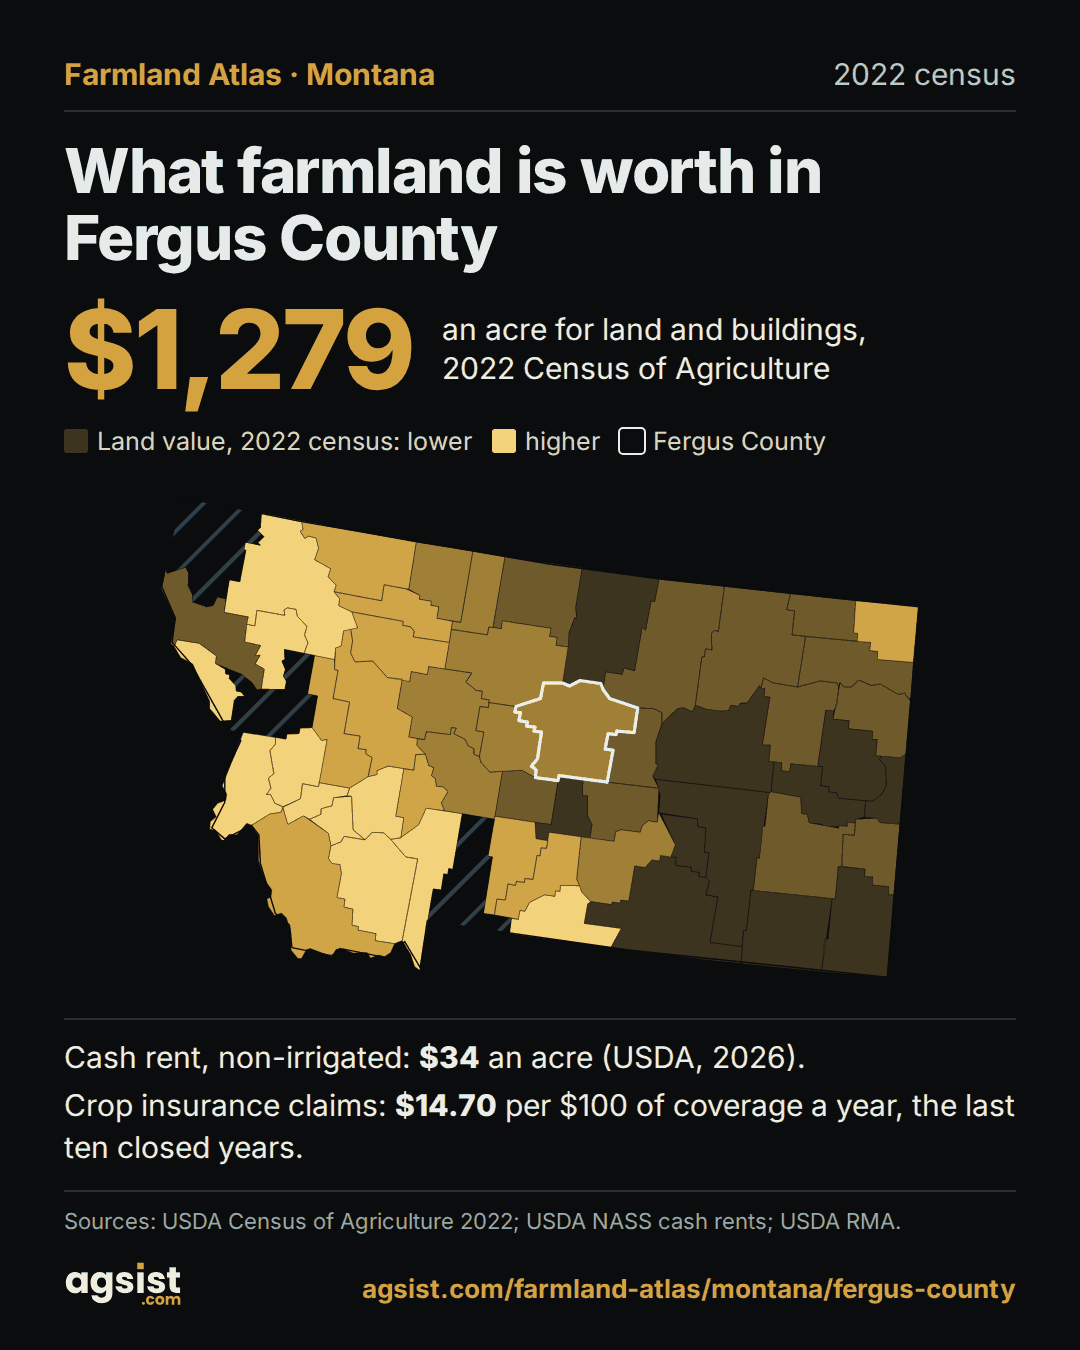 Farmland Atlas · Montana
2022 census
What farmland is worth in
Fergus County
$1,279
an acre for land and buildings,
2022 Census of Agriculture
Land value, 2022 census: lower
higher
Fergus County
Cash rent, non-irrigated: $34 an acre (USDA, 2026).
Crop insurance claims: $14.70 per $100 of coverage a year, the last
ten closed years.
Sources: USDA Census of Agriculture 2022; USDA NASS cash rents; USDA RMA.
agsist
.com
agsist.com/farmland-atlas/montana/fergus-county